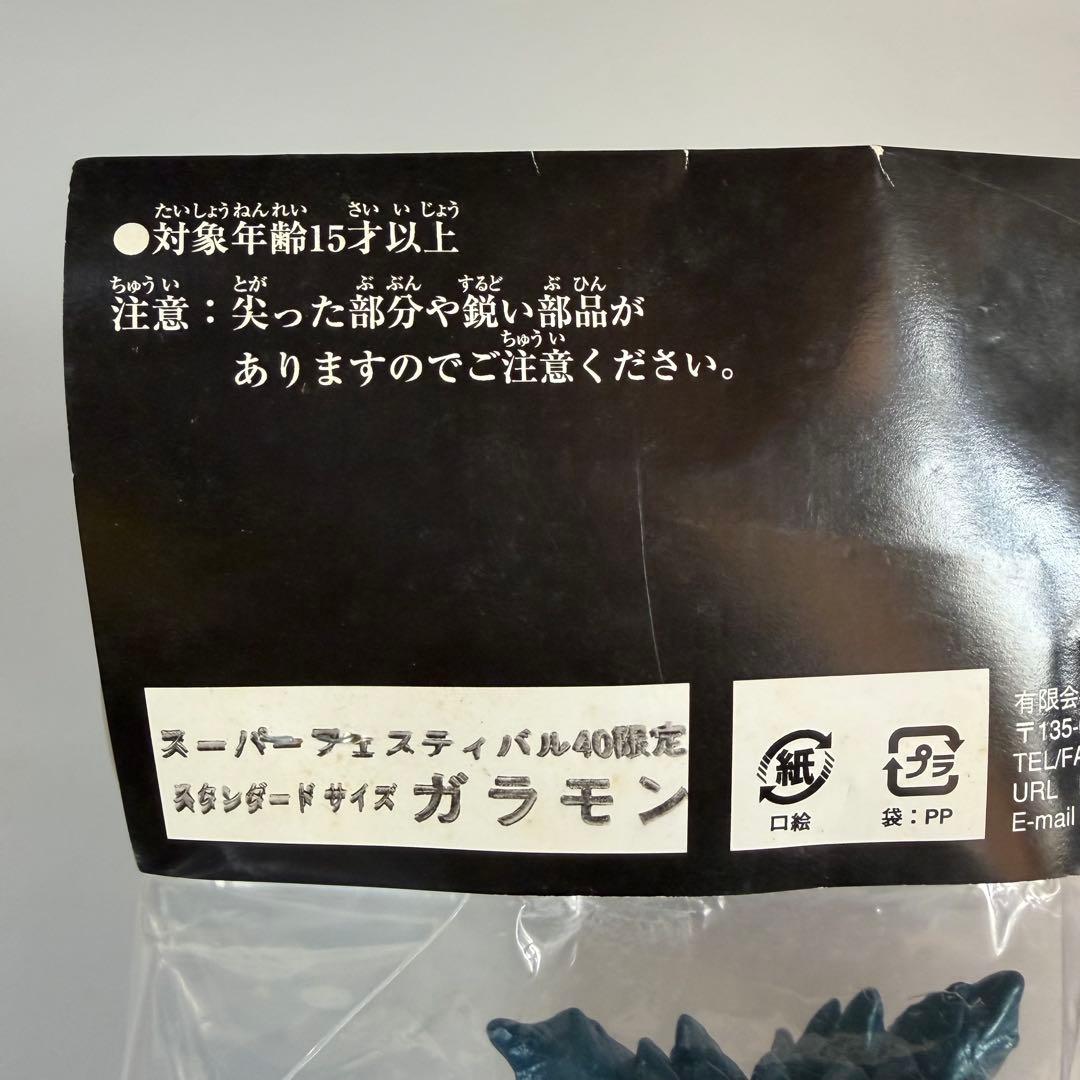 たいしょうねんれい さい いじょう
●対象年齢15才以上
ちゅうい とが ぶぶん するど ぶひん
注意：尖った部分や鋭い部品が
ちゅうい
ありますのでご注意ください。
スーパーフェスティバル40限定
スタンダードサイズ ガラモン
紙
口絵
プラ
袋：PP
有限会
〒135-
TEL/FA
URL
E-mail